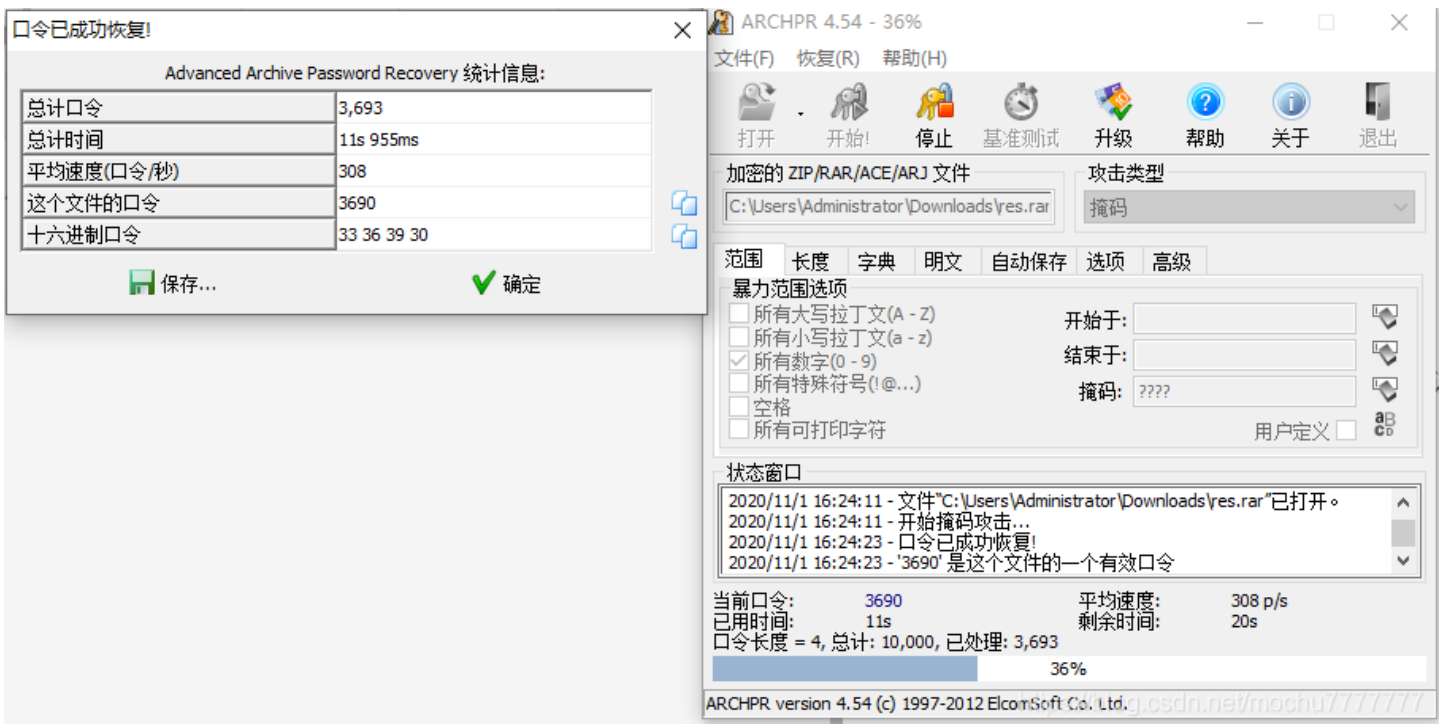 口令已成功恢复!
Advanced Archive Password Recovery 统计信息:
总计口令 3,693
总计时间 11s 955ms
平均速度(口令/秒) 308
这个文件的口令 3690
十六进制口令 33 36 39 30
保存... 确定
ARCHPR 4.54 - 36%
文件(F) 恢复(R) 帮助(H)
打开 开始! 停止 基准测试 升级 帮助 关于 退出
加密的 ZIP/RAR/ACE/ARJ 文件 攻击类型
C:\Users\Administrator\Downloads\res.rar 掩码
范围 长度 字典 明文 自动保存 选项 高级
暴力范围选项
所有大写拉丁文(A - Z)
所有小写拉丁文(a - z)
所有数字(0 - 9)
所有特殊符号(!@...)
空格
所有可打印字符
开始于:
结束于:
掩码: ????
用户定义
状态窗口
2020/11/1 16:24:11 - 文件“C:\Users\Administrator\Downloads\res.rar”已打开。
2020/11/1 16:24:11 - 开始掩码攻击...
2020/11/1 16:24:23 - 口令已成功恢复!
2020/11/1 16:24:23 - '3690' 是这个文件的一个有效口令
当前口令: 3690 平均速度: 308 p/s
已用时间: 11s 剩余时间: 20s
口令长度 = 4, 总计: 10,000, 已处理: 3,693
36%
ARCHPR version 4.54 (c) 1997-2012 ElcomSoft Co. Ltd.
https://blog.csdn.net/mochu7777777